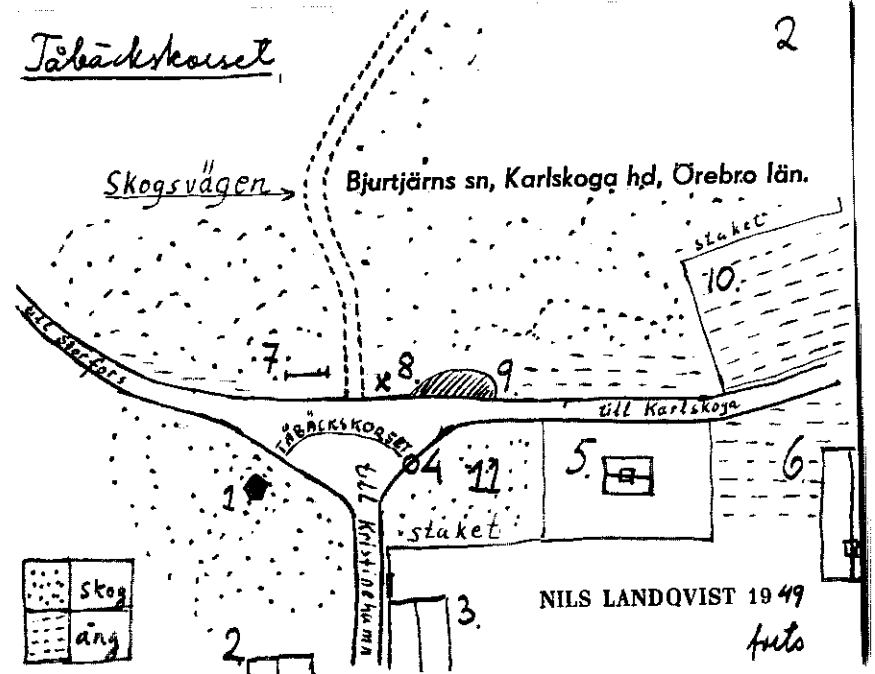 Tåbäckskorset
2
Skogsvägen
Bjurtjärns sn, Karlskoga hd, Örebro län.
staket
10.
till Storfors
7.
x 8.
9.
till Karlskoga
TÅBÄCKSKORSET
4
11
5.
6.
1
till Kristinehamn
staket
skog
äng
2
3.
NILS LANDQVIST 1949